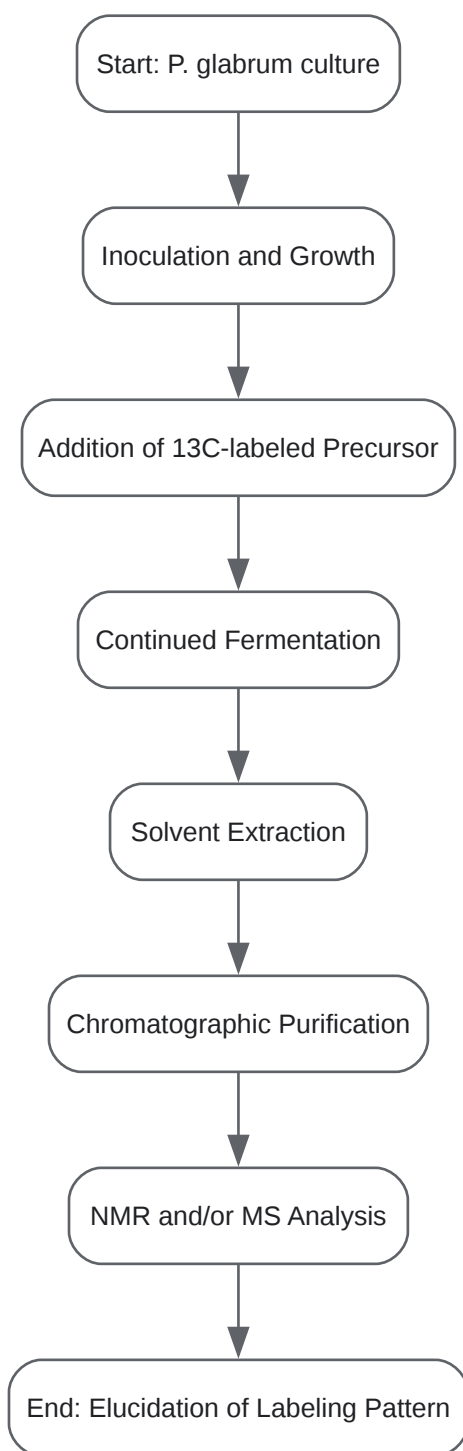 Start: P. glabrum culture
Inoculation and Growth
Addition of 13C-labeled Precursor
Continued Fermentation
Solvent Extraction
Chromatographic Purification
NMR and/or MS Analysis
End: Elucidation of Labeling Pattern